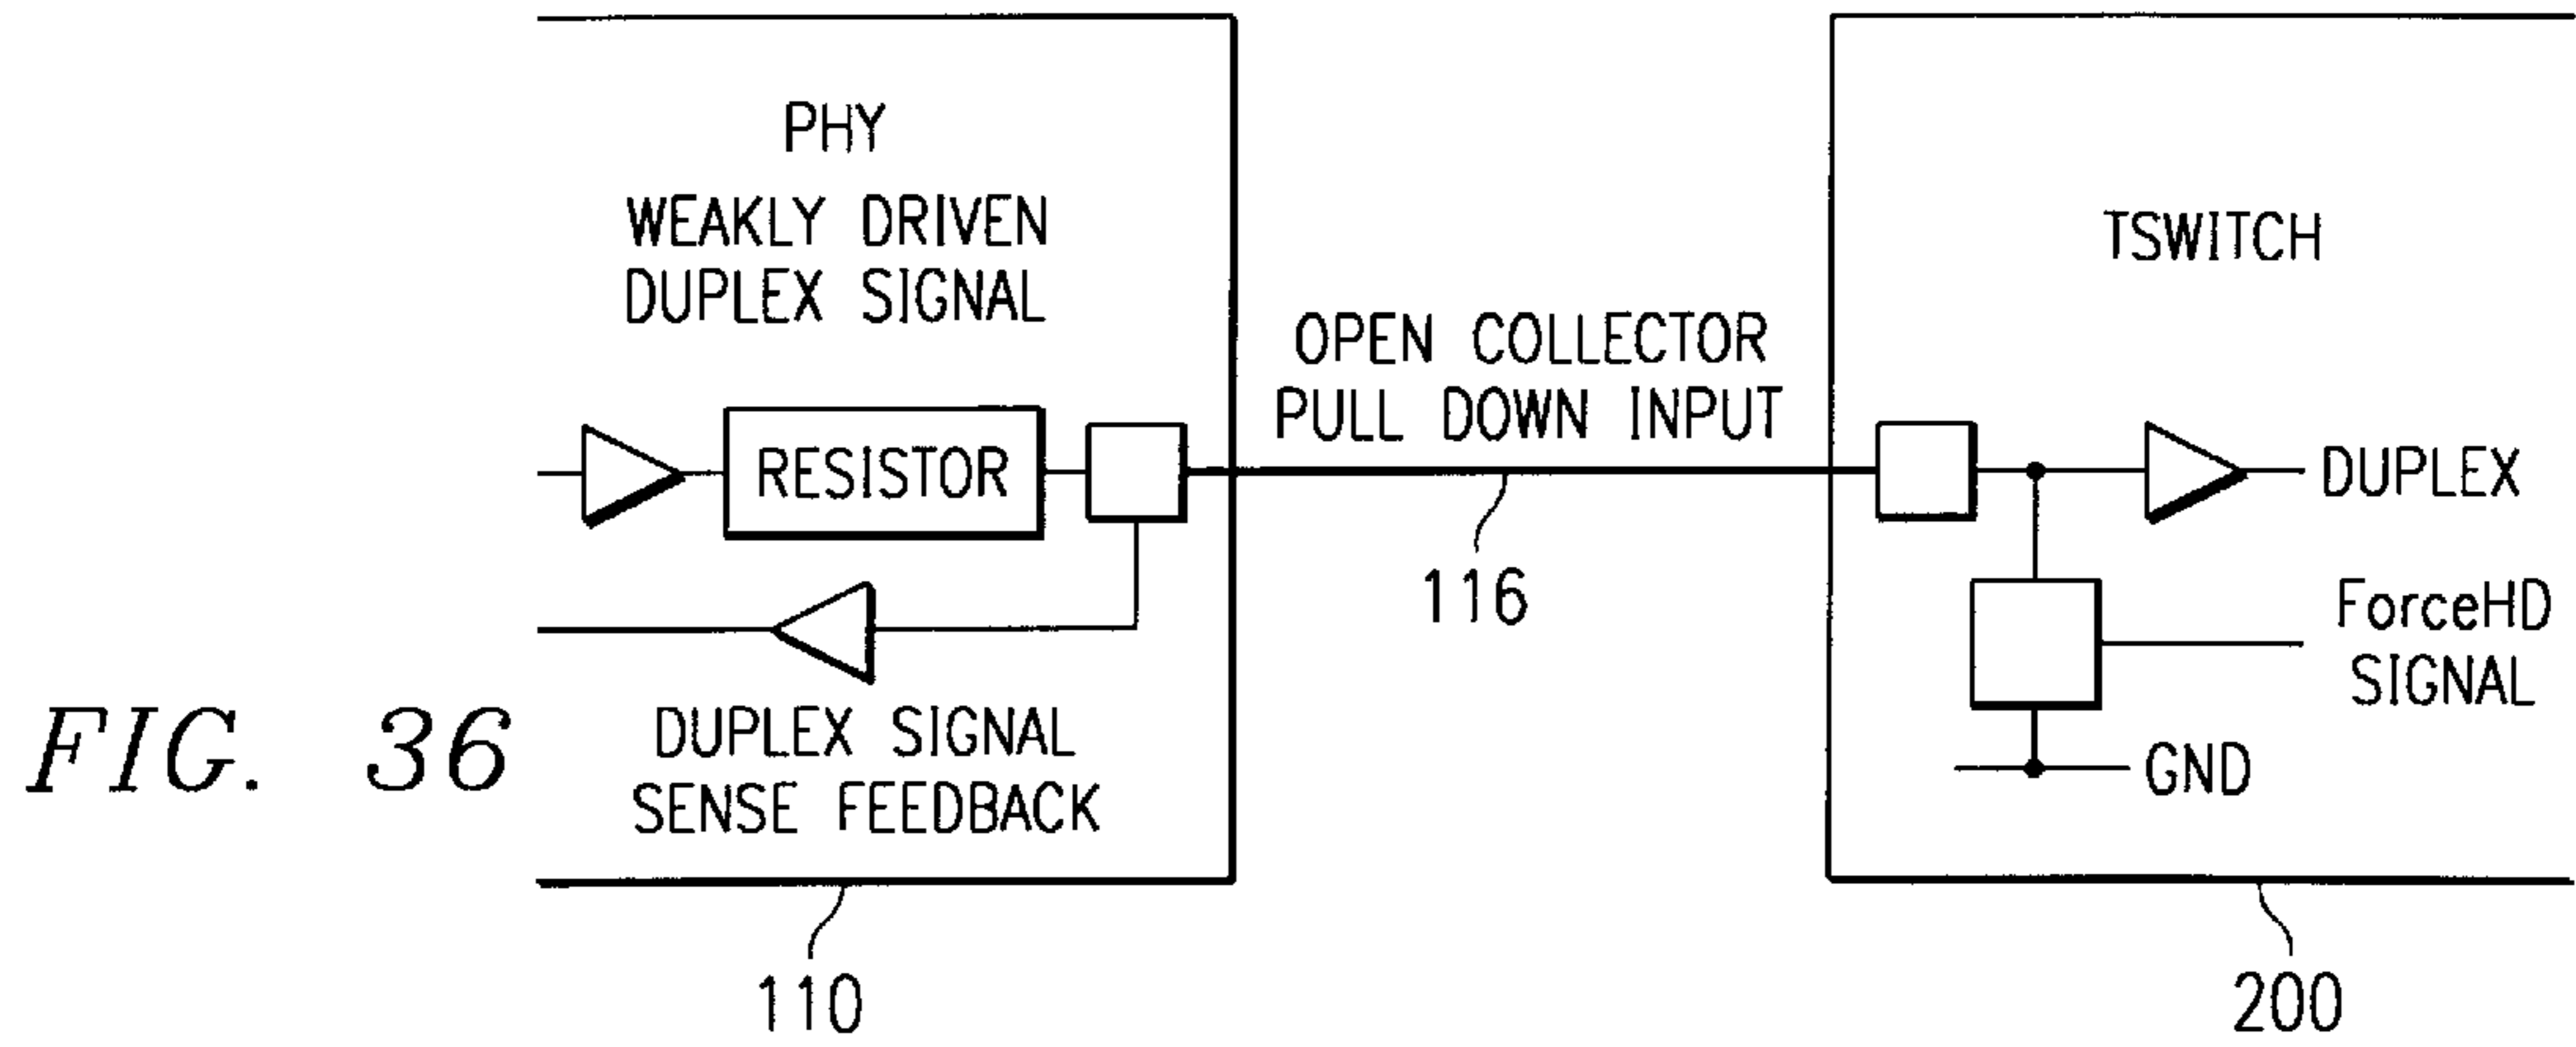 PHY
WEAKLY DRIVEN
DUPLEX SIGNAL
RESISTOR
DUPLEX SIGNAL
SENSE FEEDBACK
110
OPEN COLLECTOR
PULL DOWN INPUT
116
TSWITCH
DUPLEX
ForceHD
SIGNAL
GND
200
FIG. 36